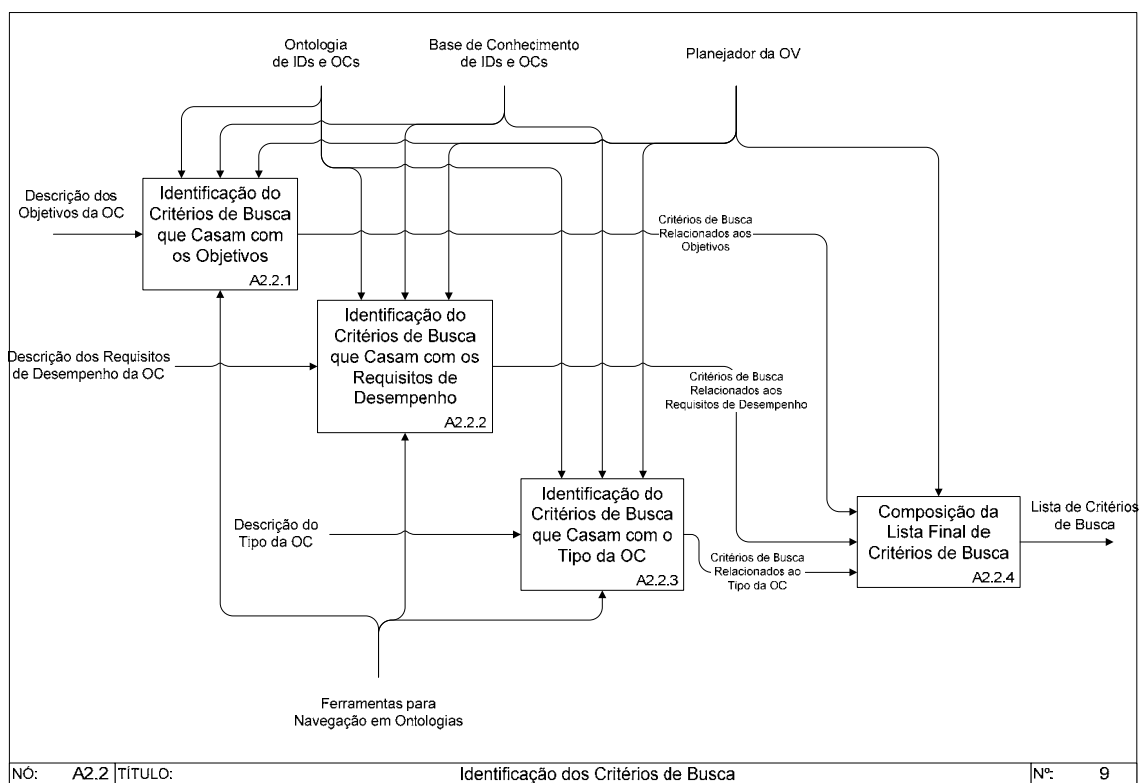 Ontologia
de IDs e OCs
Base de Conhecimento
de IDs e OCs
Planejador da OV
Descrição dos
Objetivos da OC
Identificação do
Critérios de Busca
que Casam com
os Objetivos
A2.2.1
Critérios de Busca
Relacionados aos
Objetivos
Descrição dos Requisitos
de Desempenho da OC
Identificação do
Critérios de Busca
que Casam com os
Requisitos de
Desempenho
A2.2.2
Critérios de Busca
Relacionados aos
Requisitos de Desempenho
Descrição do
Tipo da OC
Identificação do
Critérios de Busca
que Casam com o
Tipo da OC
A2.2.3
Critérios de Busca
Relacionados ao
Tipo da OC
Composição da
Lista Final de
Critérios de Busca
A2.2.4
Lista de Critérios
de Busca
Ferramentas para
Navegação em Ontologias
NÓ: A2.2 TÍTULO: Identificação dos Critérios de Busca Nº: 9